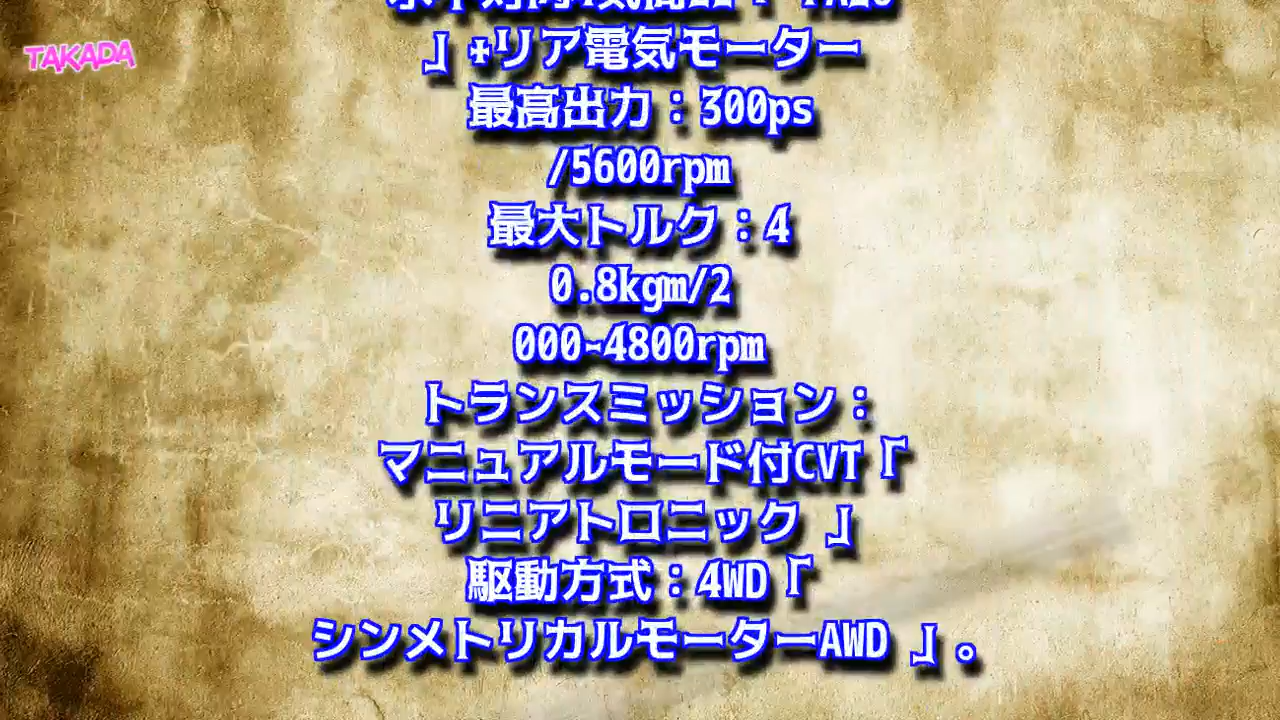 TAKADA
」+リア電気モーター
最高出力：300ps
/5600rpm
最大トルク：4
0.8kgm/2
000-4800rpm
トランスミッション：
マニュアルモード付CVT「
リニアトロニック 」
駆動方式：4WD「
シンメトリカルモーターAWD 」。